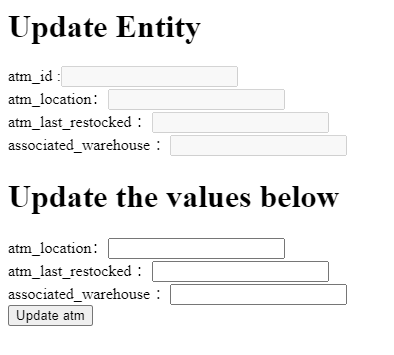 Update Entity
atm_id :
atm_location：
atm_last_restocked：
associated_warehouse：
Update the values below
atm_location：
atm_last_restocked：
associated_warehouse：
Update atm